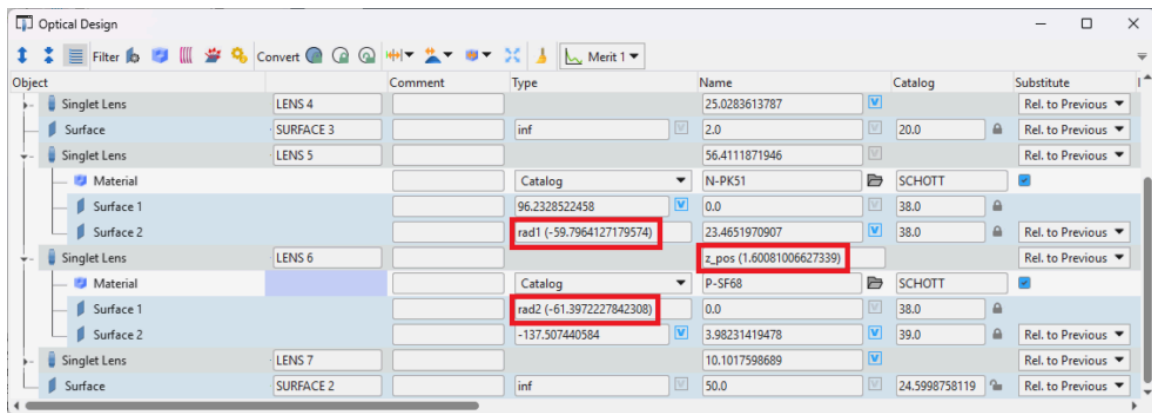 Optical Design
Filter Convert Merit 1
Object Comment Type Name Catalog Substitute
Singlet Lens LENS 4 25.0283613787 V Rel. to Previous
Surface SURFACE 3 inf V 2.0 V 20.0 Rel. to Previous
Singlet Lens LENS 5 56.4111871946 V Rel. to Previous
Material Catalog N-PK51 SCHOTT
Surface 1 96.2328522458 V 0.0 V 38.0
Surface 2 rad1 (-59.7964127179574) 23.4651970907 V 38.0 Rel. to Previous
Singlet Lens LENS 6 z_pos (1.60081006627339) Rel. to Previous
Material Catalog P-SF68 SCHOTT
Surface 1 rad2 (-61.3972227842308) 0.0 V 38.0
Surface 2 -137.507440584 V 3.98231419478 V 39.0 Rel. to Previous
Singlet Lens LENS 7 10.1017598689 V Rel. to Previous
Surface SURFACE 2 inf V 50.0 V 24.5998758119 Rel. to Previous